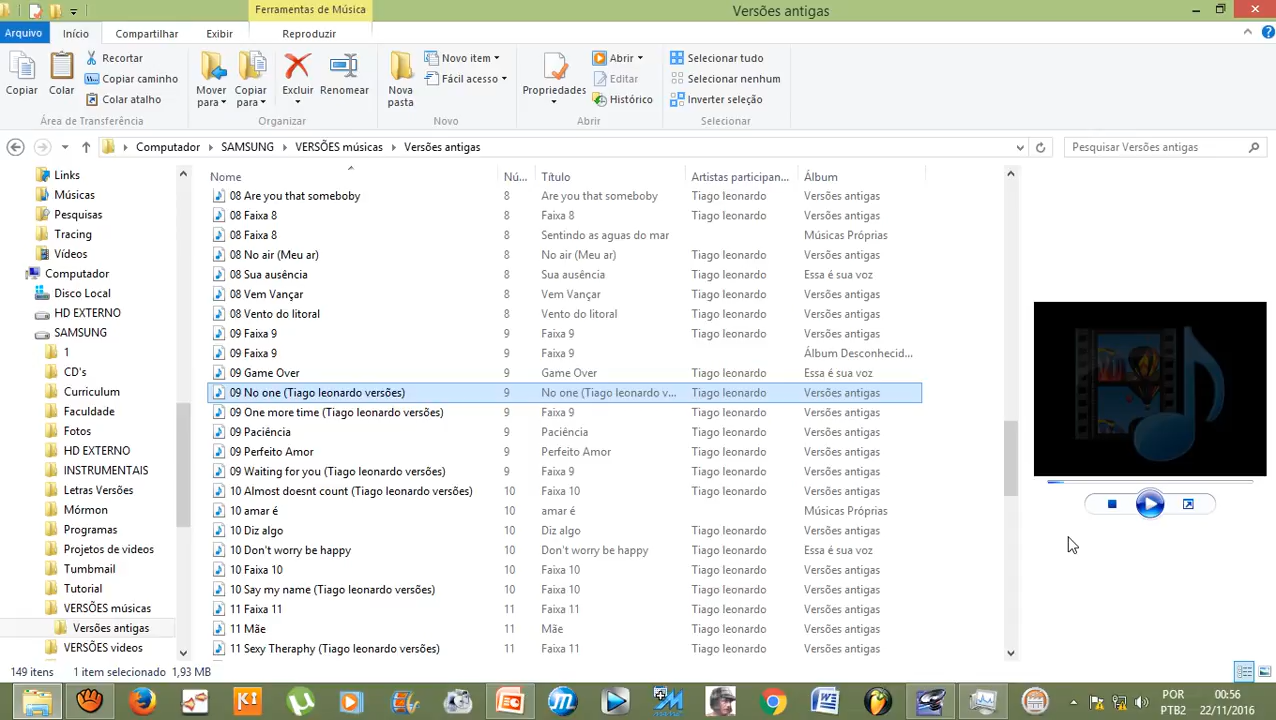 Ferramentas de Música
Versões antigas
Arquivo
Início
Compartilhar
Exibir
Reproduzir
Copiar
Colar
Recortar
Copiar caminho
Colar atalho
Área de Transferência
Mover para
Copiar para
Excluir
Renomear
Organizar
Nova pasta
Novo item
Fácil acesso
Novo
Propriedades
Abrir
Editar
Histórico
Abrir
Selecionar tudo
Selecionar nenhum
Inverter seleção
Selecionar
Computador SAMSUNG VERSÕES músicas Versões antigas
Pesquisar Versões antigas
Links
Músicas
Pesquisas
Tracing
Vídeos
Computador
Disco Local
HD EXTERNO
SAMSUNG
1
CD's
Curriculum
Faculdade
Fotos
HD EXTERNO
INSTRUMENTAIS
Letras Versões
Mórmon
Programas
Projetos de videos
Tumbmail
Tutorial
VERSÕES músicas
Versões antigas
VERSÕES videos
Nome Nú... Título Artistas participan... Álbum
08 Are you that someboby 8 Are you that someboby Tiago leonardo Versões antigas
08 Faixa 8 8 Faixa 8 Tiago leonardo Versões antigas
08 Faixa 8 8 Sentindo as aguas do mar Músicas Próprias
08 No air (Meu ar) 8 No air (Meu ar) Tiago leonardo Versões antigas
08 Sua ausência 8 Sua ausência Tiago leonardo Essa é sua voz
08 Vem Vançar 8 Vem Vançar Tiago leonardo Versões antigas
08 Vento do litoral 8 Vento do litoral Tiago leonardo Versões antigas
09 Faixa 9 9 Faixa 9 Tiago leonardo Versões antigas
09 Faixa 9 9 Faixa 9 Álbum Desconhecid...
09 Game Over 9 Game Over Tiago leonardo Essa é sua voz
09 No one (Tiago leonardo versões) 9 No one (Tiago leonardo v... Tiago leonardo Versões antigas
09 One more time (Tiago leonardo versões) 9 Faixa 9 Tiago leonardo Versões antigas
09 Paciência 9 Paciência Tiago leonardo Versões antigas
09 Perfeito Amor 9 Perfeito Amor Tiago leonardo Versões antigas
09 Waiting for you (Tiago leonardo versões) 9 Faixa 9 Tiago leonardo Versões antigas
10 Almost doesnt count (Tiago leonardo versões) 10 Faixa 10 Tiago leonardo Versões antigas
10 amar é 10 amar é Músicas Próprias
10 Diz algo 10 Diz algo Tiago leonardo Versões antigas
10 Don't worry be happy 10 Don't worry be happy Tiago leonardo Essa é sua voz
10 Faixa 10 10 Faixa 10 Tiago leonardo Versões antigas
10 Say my name (Tiago leonardo versões) 10 Faixa 10 Tiago leonardo Versões antigas
11 Faixa 11 11 Faixa 11 Tiago leonardo Versões antigas
11 Mãe 11 Mãe Tiago leonardo Versões antigas
11 Sexy Theraphy (Tiago leonardo versões) 11 Faixa 11 Tiago leonardo Versões antigas
149 itens 1 item selecionado 1,93 MB
POR
PTB2
00:56
22/11/2016